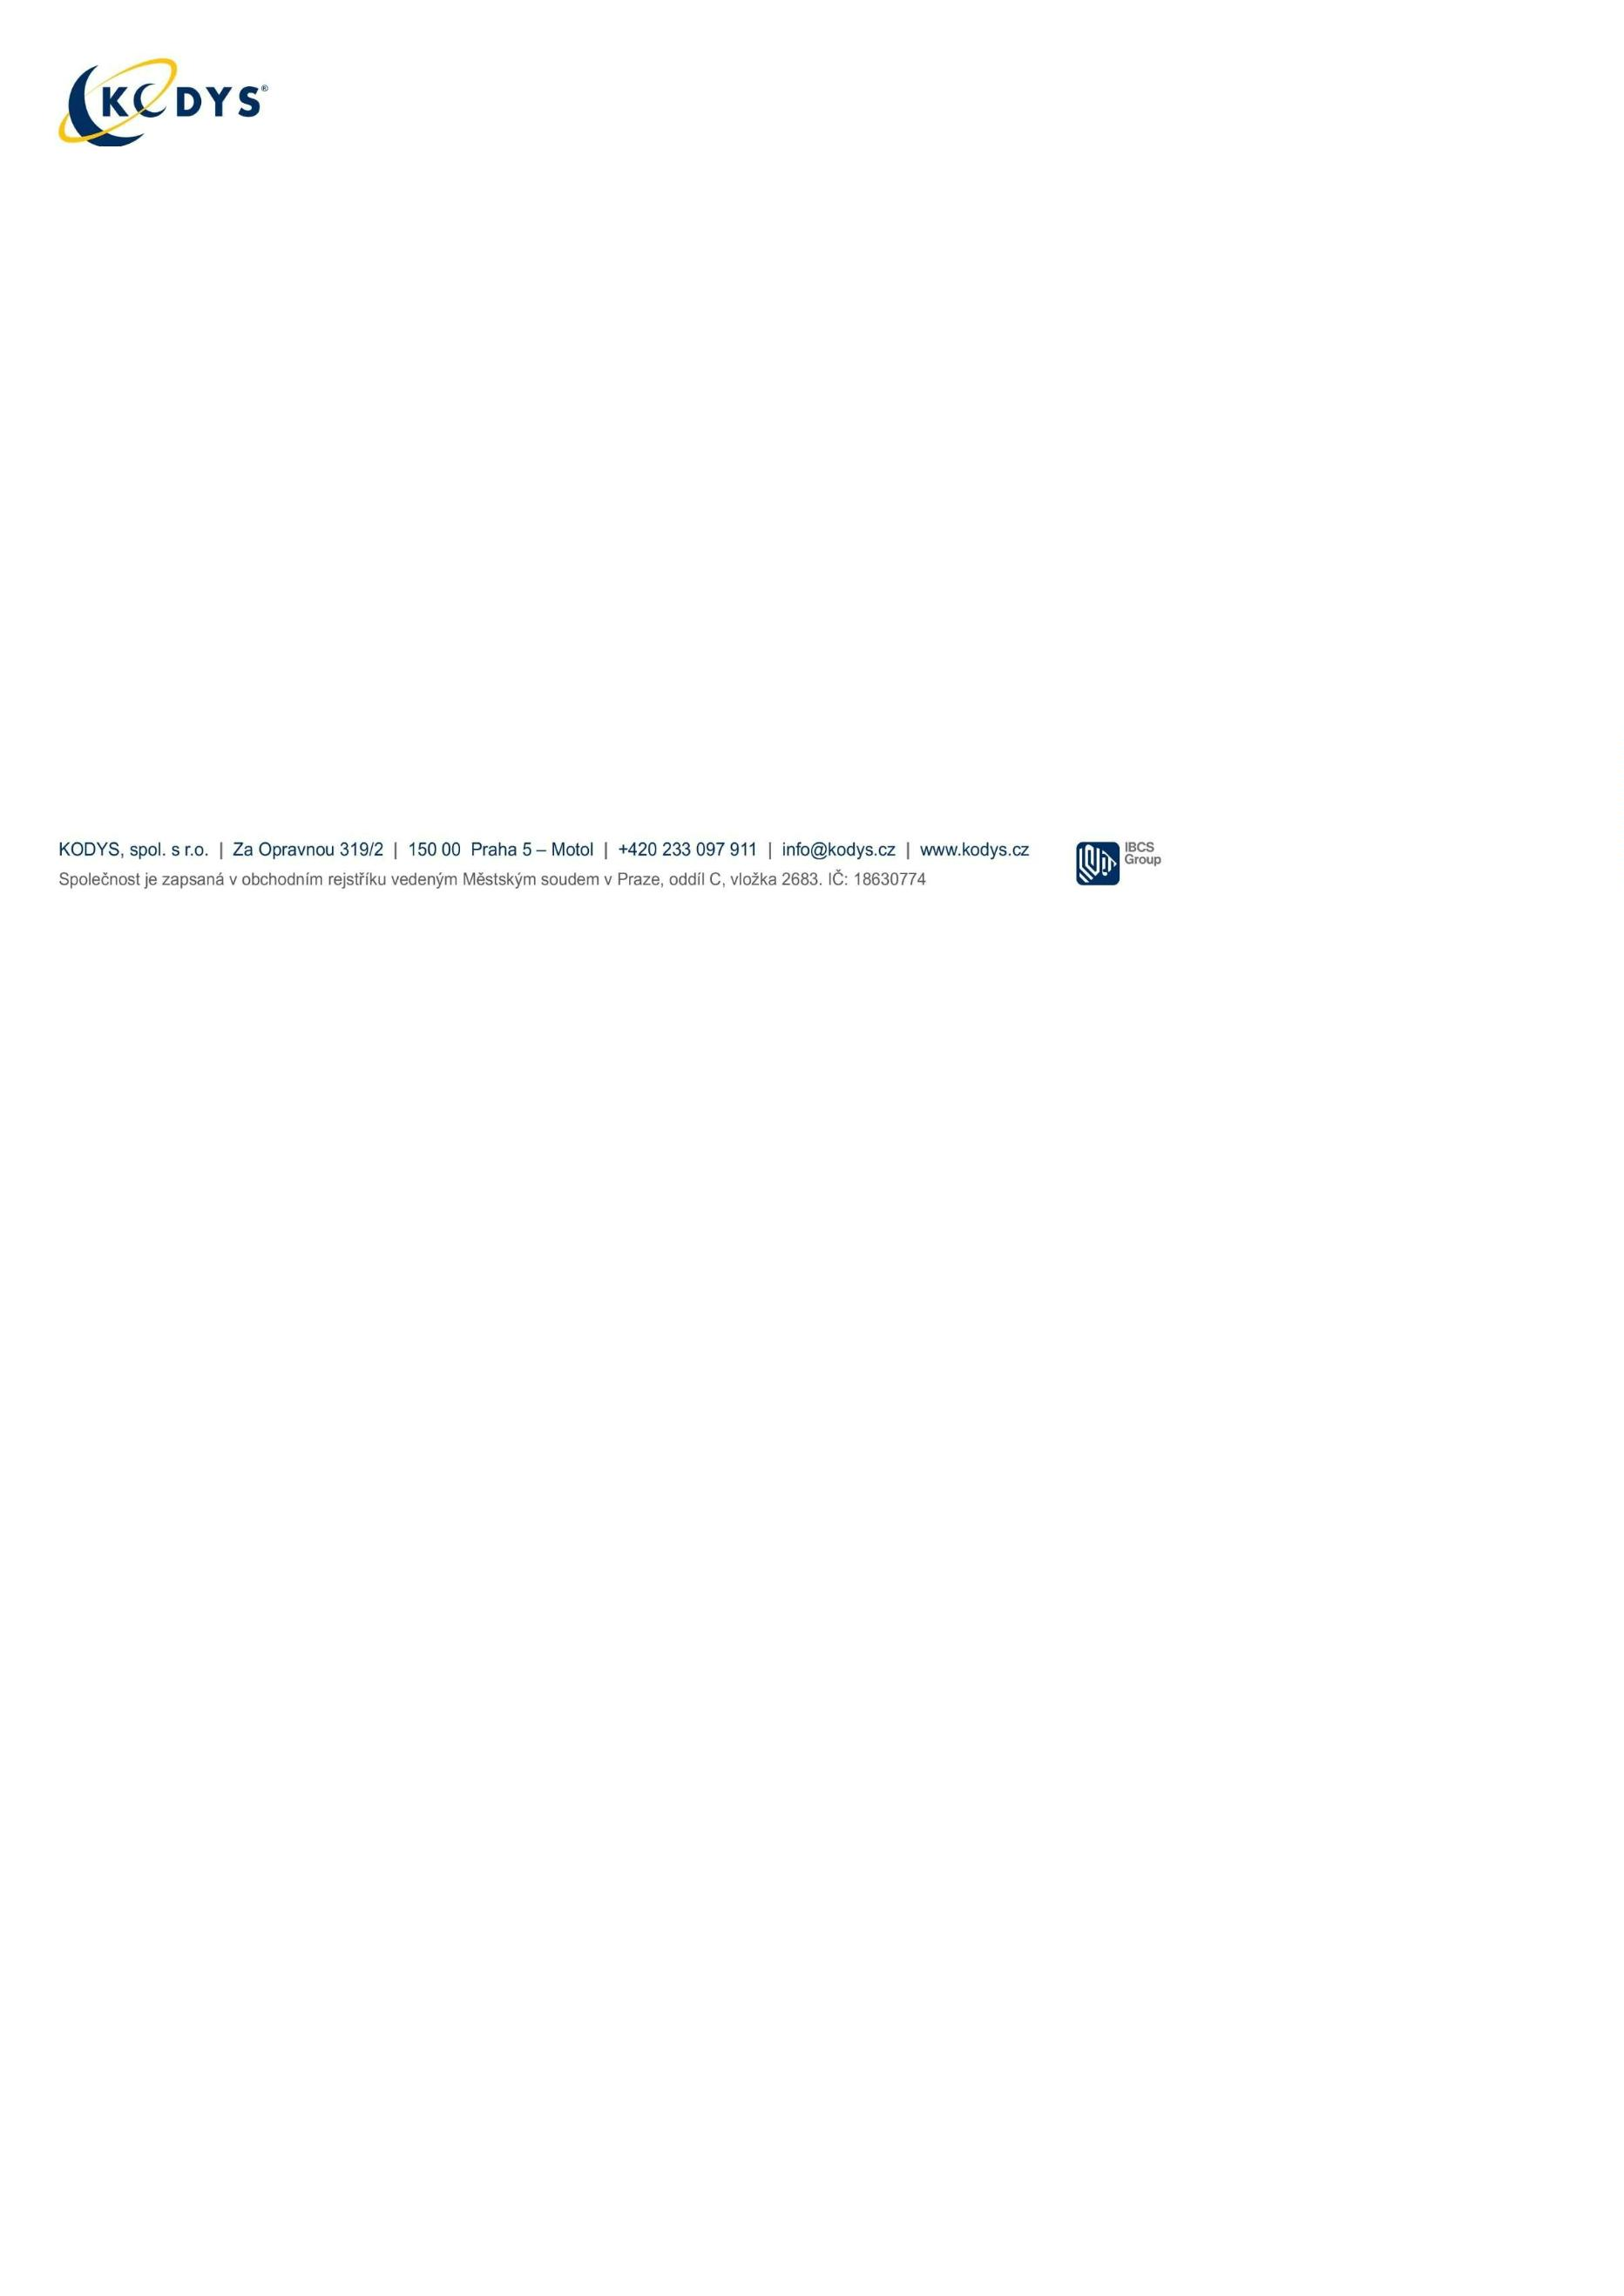 KODYS®
KODYS, spol. s r.o. | Za Opravnou 319/2 | 150 00 Praha 5 – Motol | +420 233 097 911 | info@kodys.cz | www.kodys.cz
Společnost je zapsaná v obchodním rejstříku vedeným Městským soudem v Praze, oddíl C, vložka 2683. IČ: 18630774
IBCS
Group